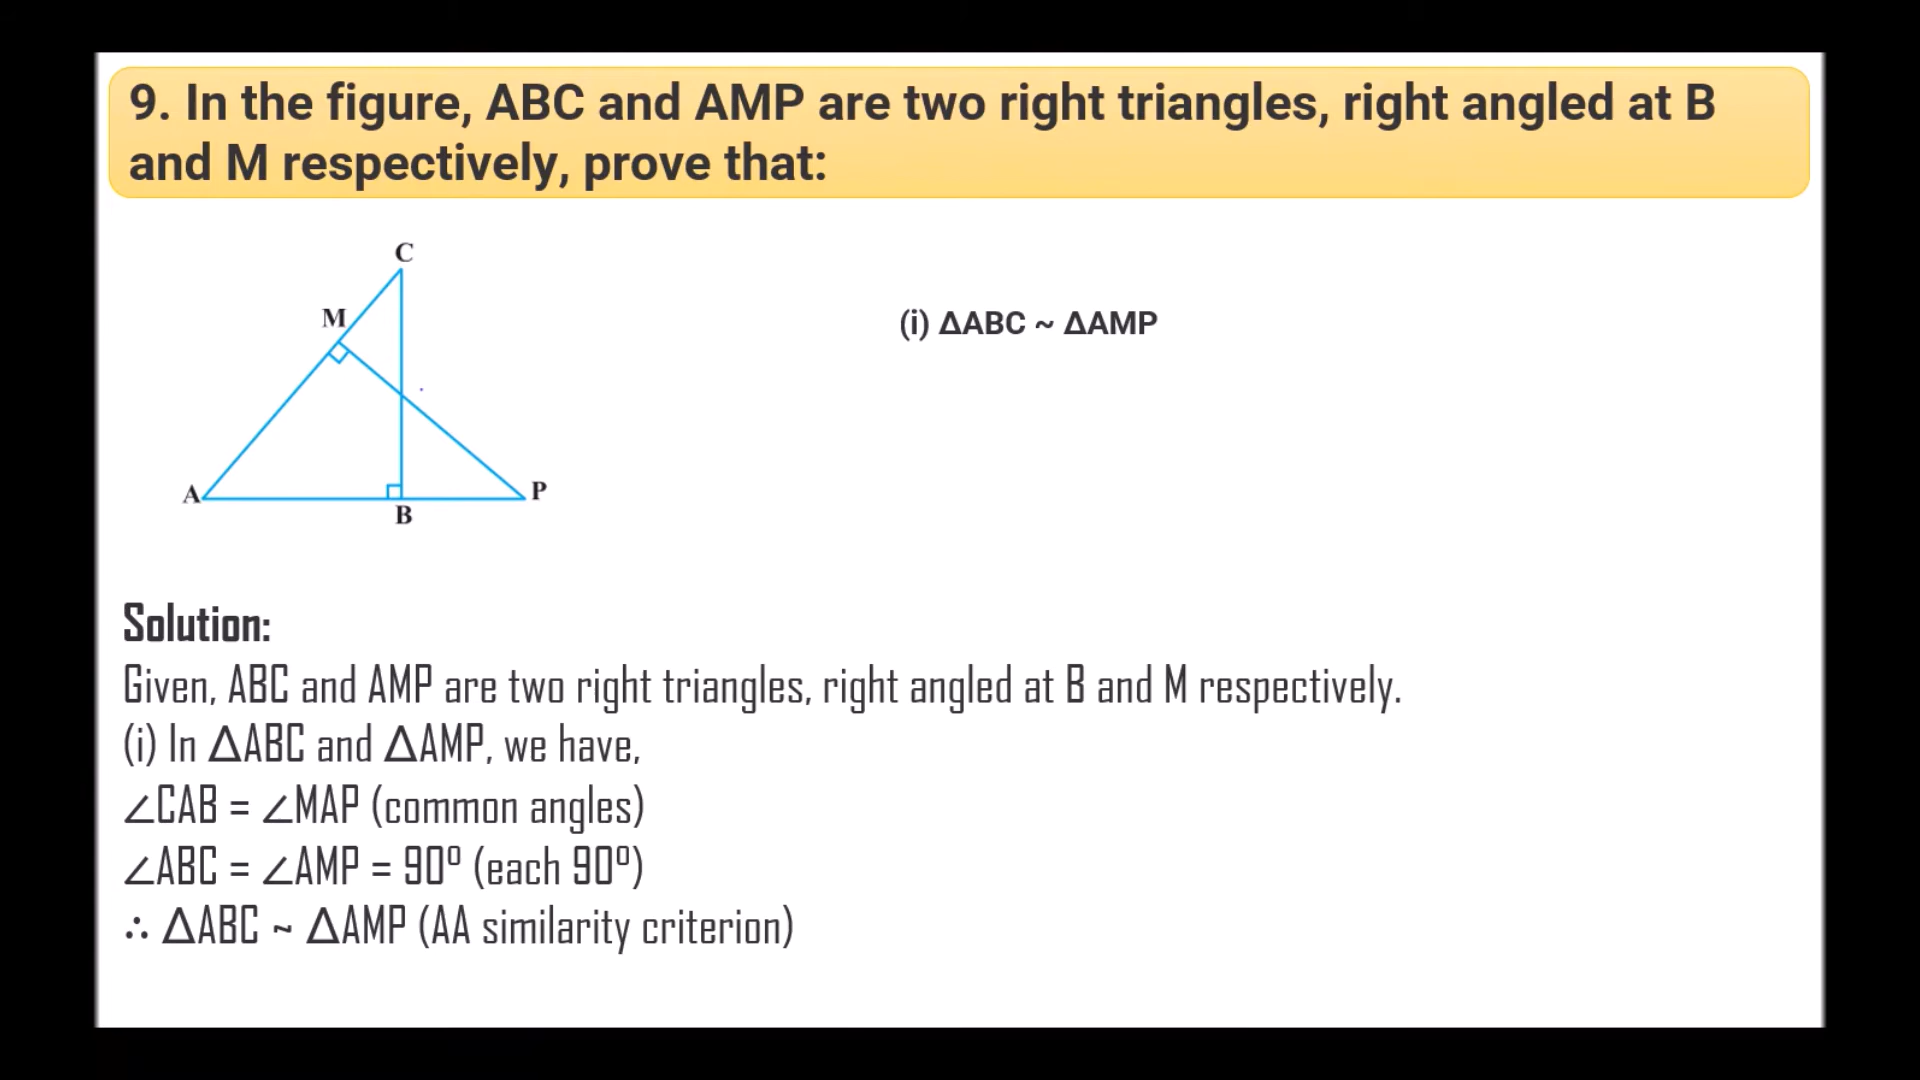 9. In the figure, ABC and AMP are two right triangles, right angled at B
and M respectively, prove that:
C
M
(i) ΔABC ~ ΔAMP
A
P
B
Solution:
Given, ABC and AMP are two right triangles, right angled at B and M respectively.
(i) In ΔABC and ΔAMP, we have,
∠CAB = ∠MAP (common angles)
∠ABC = ∠AMP = 90º (each 90º)
∴ ΔABC ~ ΔAMP (AA similarity criterion)